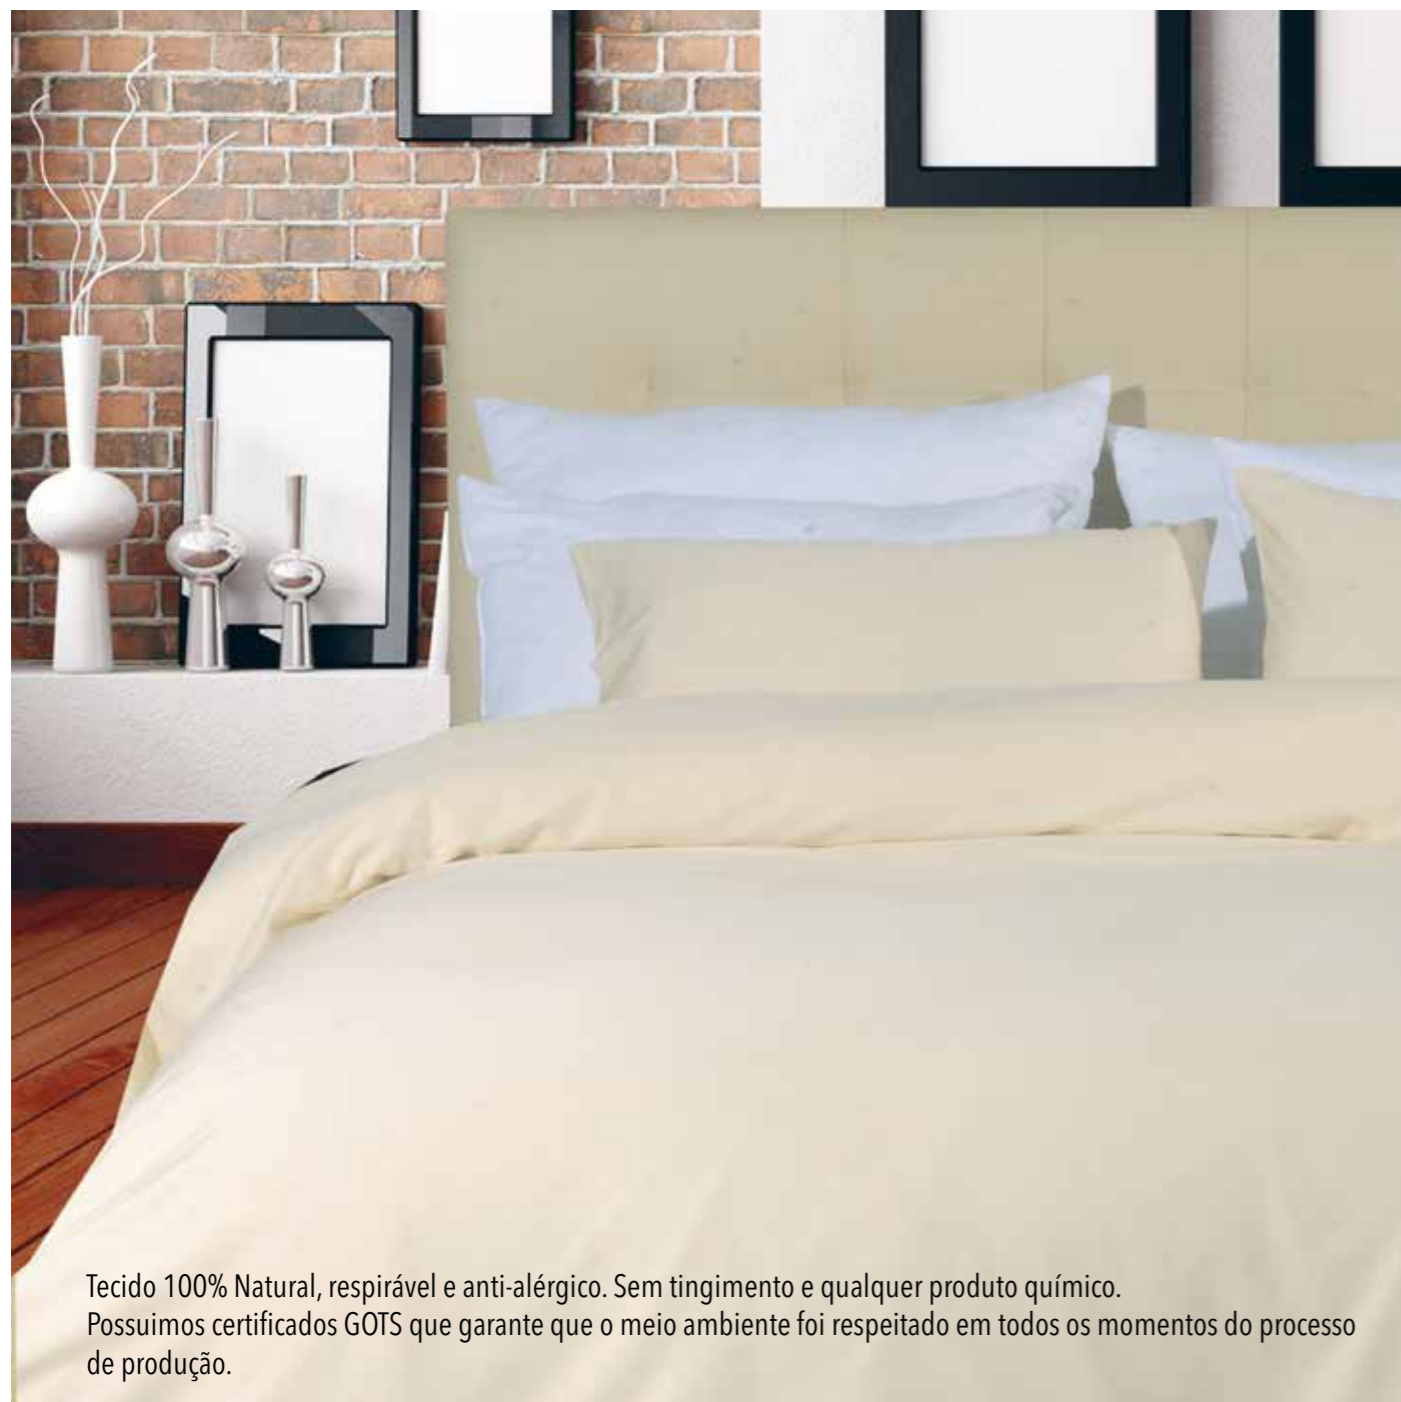 Tecido 100% Natural, respirável e anti-alérgico. Sem tingimento e qualquer produto químico.
Possuimos certificados GOTS que garante que o meio ambiente foi respeitado em todos os momentos do processo
de produção.